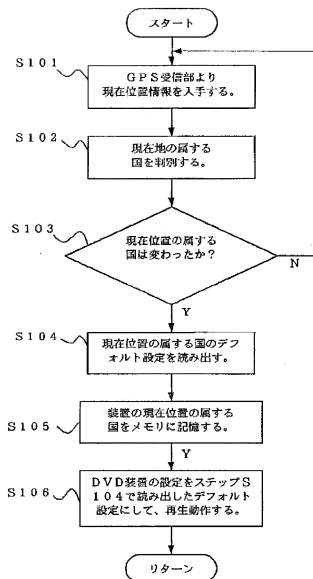 スタート
S101
GPS受信部より
現在位置情報を入手する。
S102
現在地の属する
国を判別する。
S103
現在位置の属する
国は変わったか？
N
Y
S104
現在位置の属する国のデフ
ォルト設定を読み出す。
S105
装置の現在位置の属する
国をメモリに記憶する。
Y
S106
DVD装置の設定をステップS
104で読み出したデフォルト
設定にして、再生動作する。
リターン